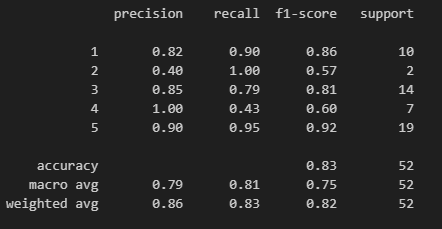 precision recall f1-score support
1 0.82 0.90 0.86 10
2 0.40 1.00 0.57 2
3 0.85 0.79 0.81 14
4 1.00 0.43 0.60 7
5 0.90 0.95 0.92 19
accuracy 0.83 52
macro avg 0.79 0.81 0.75 52
weighted avg 0.86 0.83 0.82 52